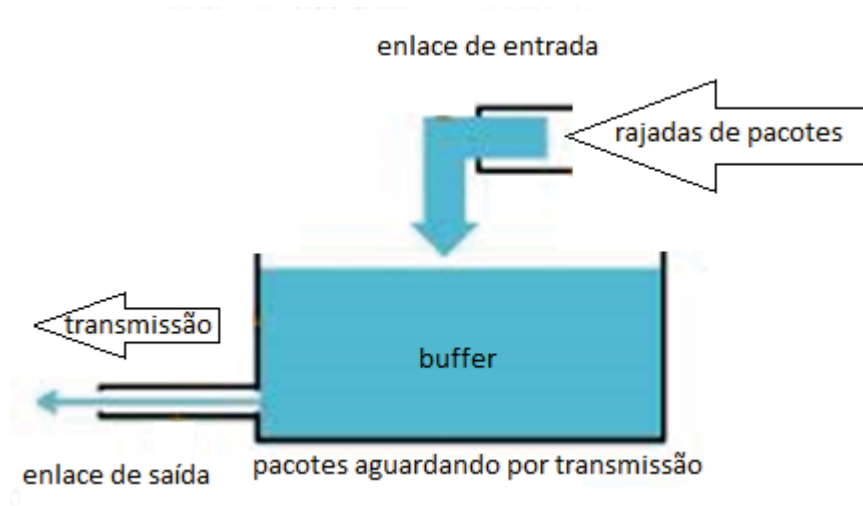 enlace de entrada
rajadas de pacotes
transmissão
buffer
enlace de saída
pacotes aguardando por transmissão